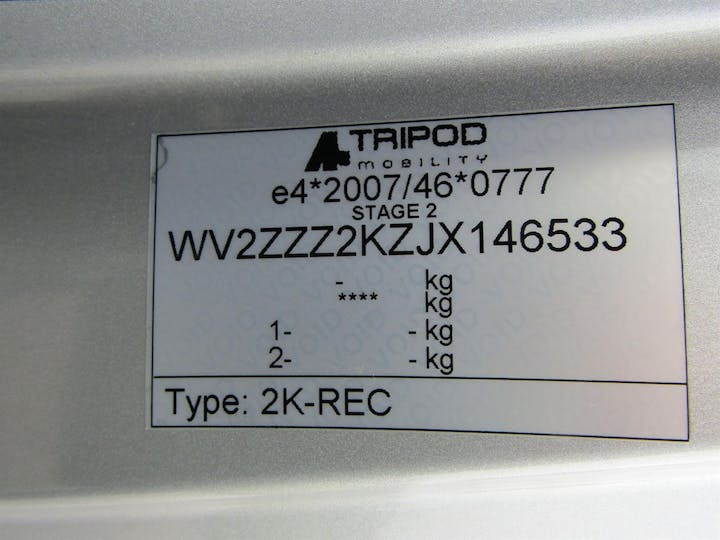 TRIPOD
MOBILITY
e4*2007/46*0777
STAGE 2
WV2ZZZ2KZJX146533
- kg
**** kg
1- - kg
2- - kg
Type: 2K-REC